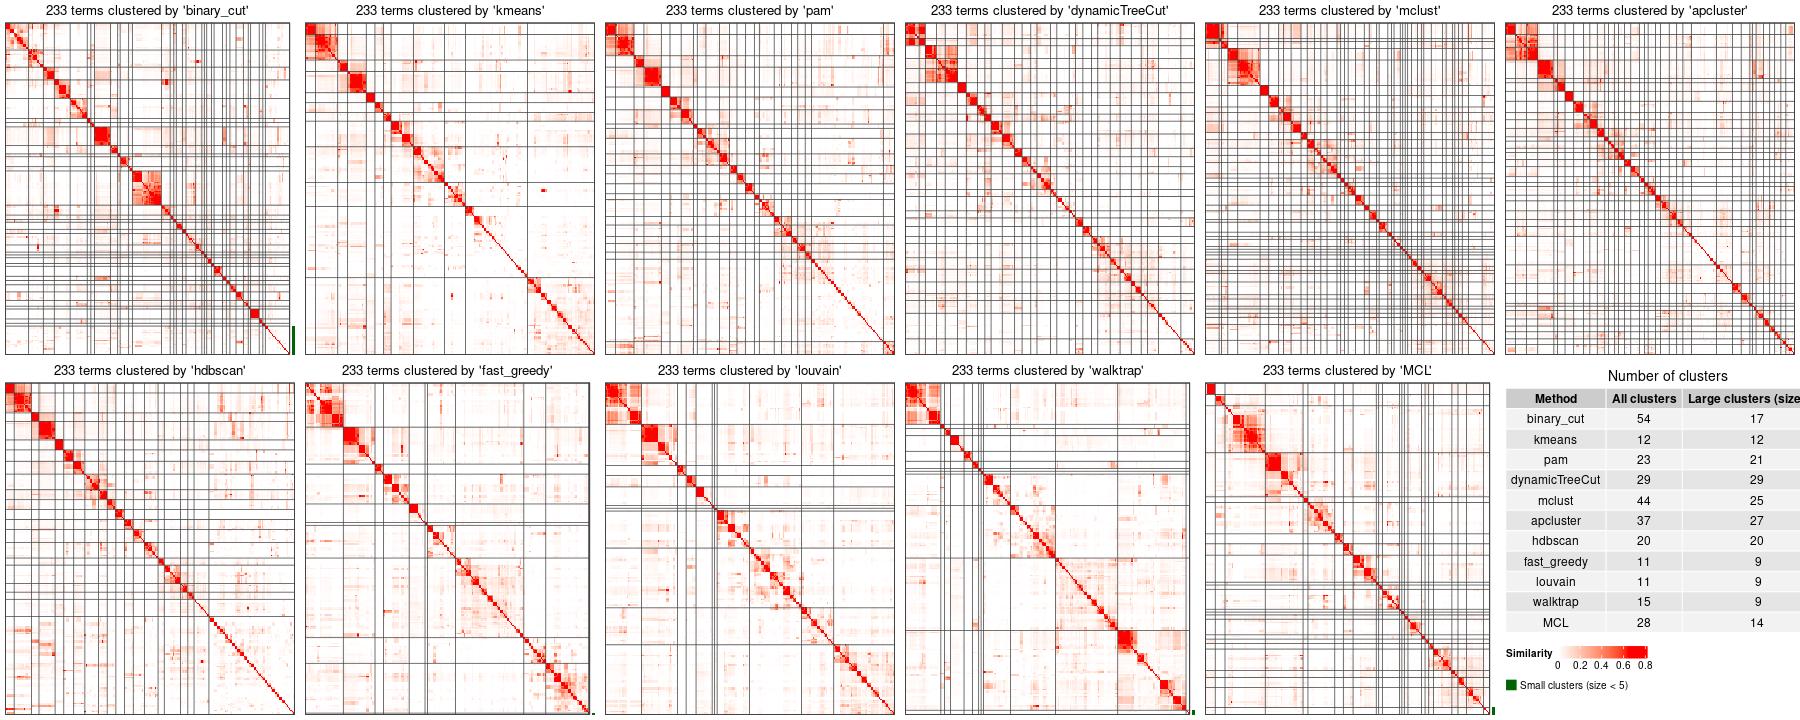 233 terms clustered by 'binary_cut'
233 terms clustered by 'kmeans'
233 terms clustered by 'pam'
233 terms clustered by 'dynamicTreeCut'
233 terms clustered by 'mclust'
233 terms clustered by 'apcluster'
233 terms clustered by 'hdbscan'
233 terms clustered by 'fast_greedy'
233 terms clustered by 'louvain'
233 terms clustered by 'walktrap'
233 terms clustered by 'MCL'
Number of clusters
Method All clusters Large clusters (size
binary_cut 54 17
kmeans 12 12
pam 23 21
dynamicTreeCut 29 29
mclust 44 25
apcluster 37 27
hdbscan 20 20
fast_greedy 11 9
louvain 11 9
walktrap 15 9
MCL 28 14
Similarity
0 0.2 0.4 0.6 0.8
Small clusters (size < 5)